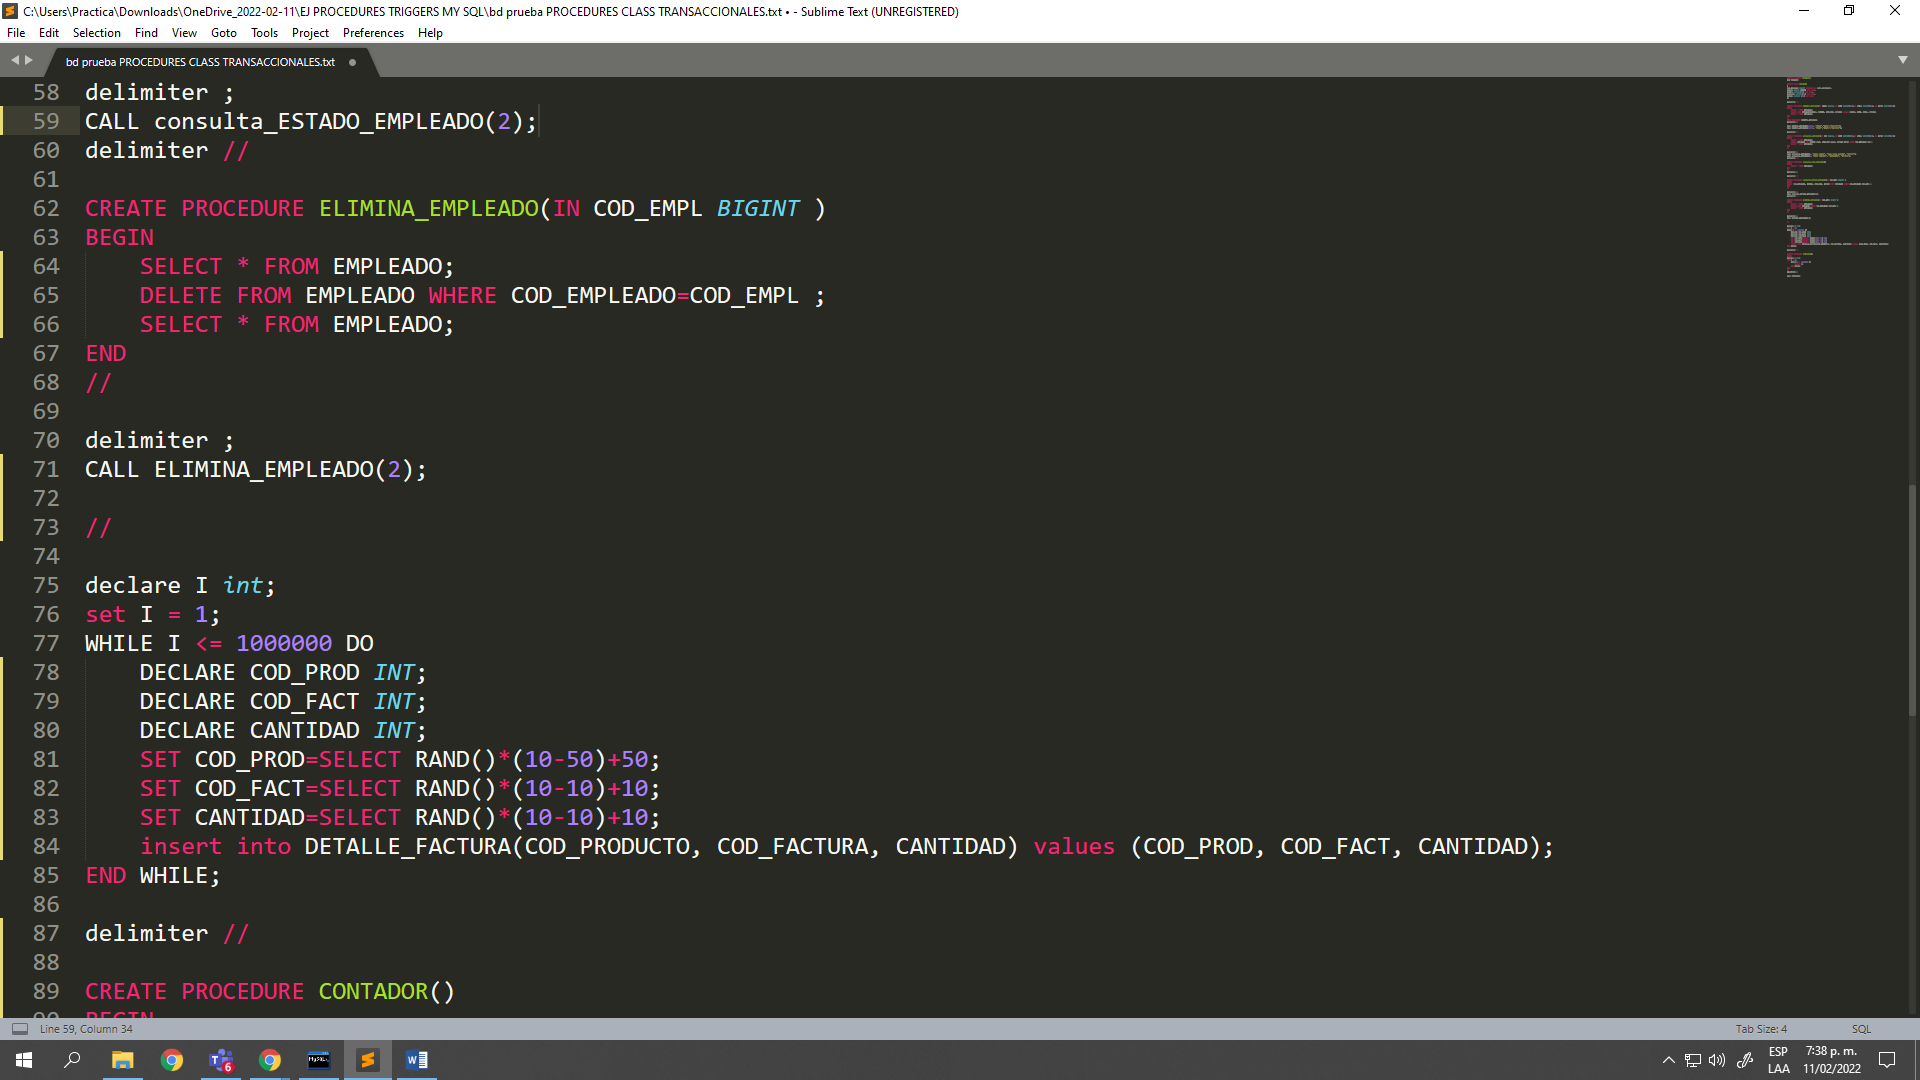 C:\Users\Practica\Downloads\OneDrive_2022-02-11\EJ PROCEDURES TRIGGERS MY SQL\bd prueba PROCEDURES CLASS TRANSACCIONALES.txt • - Sublime Text (UNREGISTERED)
File Edit Selection Find View Goto Tools Project Preferences Help
bd prueba PROCEDURES CLASS TRANSACCIONALES.txt
58 delimiter ;
59 CALL consulta_ESTADO_EMPLEADO(2);
60 delimiter //
61
62 CREATE PROCEDURE ELIMINA_EMPLEADO(IN COD_EMPL BIGINT )
63 BEGIN
64     SELECT * FROM EMPLEADO;
65     DELETE FROM EMPLEADO WHERE COD_EMPLEADO=COD_EMPL ;
66     SELECT * FROM EMPLEADO;
67 END
68 //
69
70 delimiter ;
71 CALL ELIMINA_EMPLEADO(2);
72
73 //
74
75 declare I int;
76 set I = 1;
77 WHILE I <= 1000000 DO
78     DECLARE COD_PROD INT;
79     DECLARE COD_FACT INT;
80     DECLARE CANTIDAD INT;
81     SET COD_PROD=SELECT RAND()*(10-50)+50;
82     SET COD_FACT=SELECT RAND()*(10-10)+10;
83     SET CANTIDAD=SELECT RAND()*(10-10)+10;
84     insert into DETALLE_FACTURA(COD_PRODUCTO, COD_FACTURA, CANTIDAD) values (COD_PROD, COD_FACT, CANTIDAD);
85 END WHILE;
86
87 delimiter //
88
89 CREATE PROCEDURE CONTADOR()
90 BEGIN
Line 59, Column 34 Tab Size: 4 SQL
6 MySQL ESP 7:38 p. m.
LAA 11/02/2022